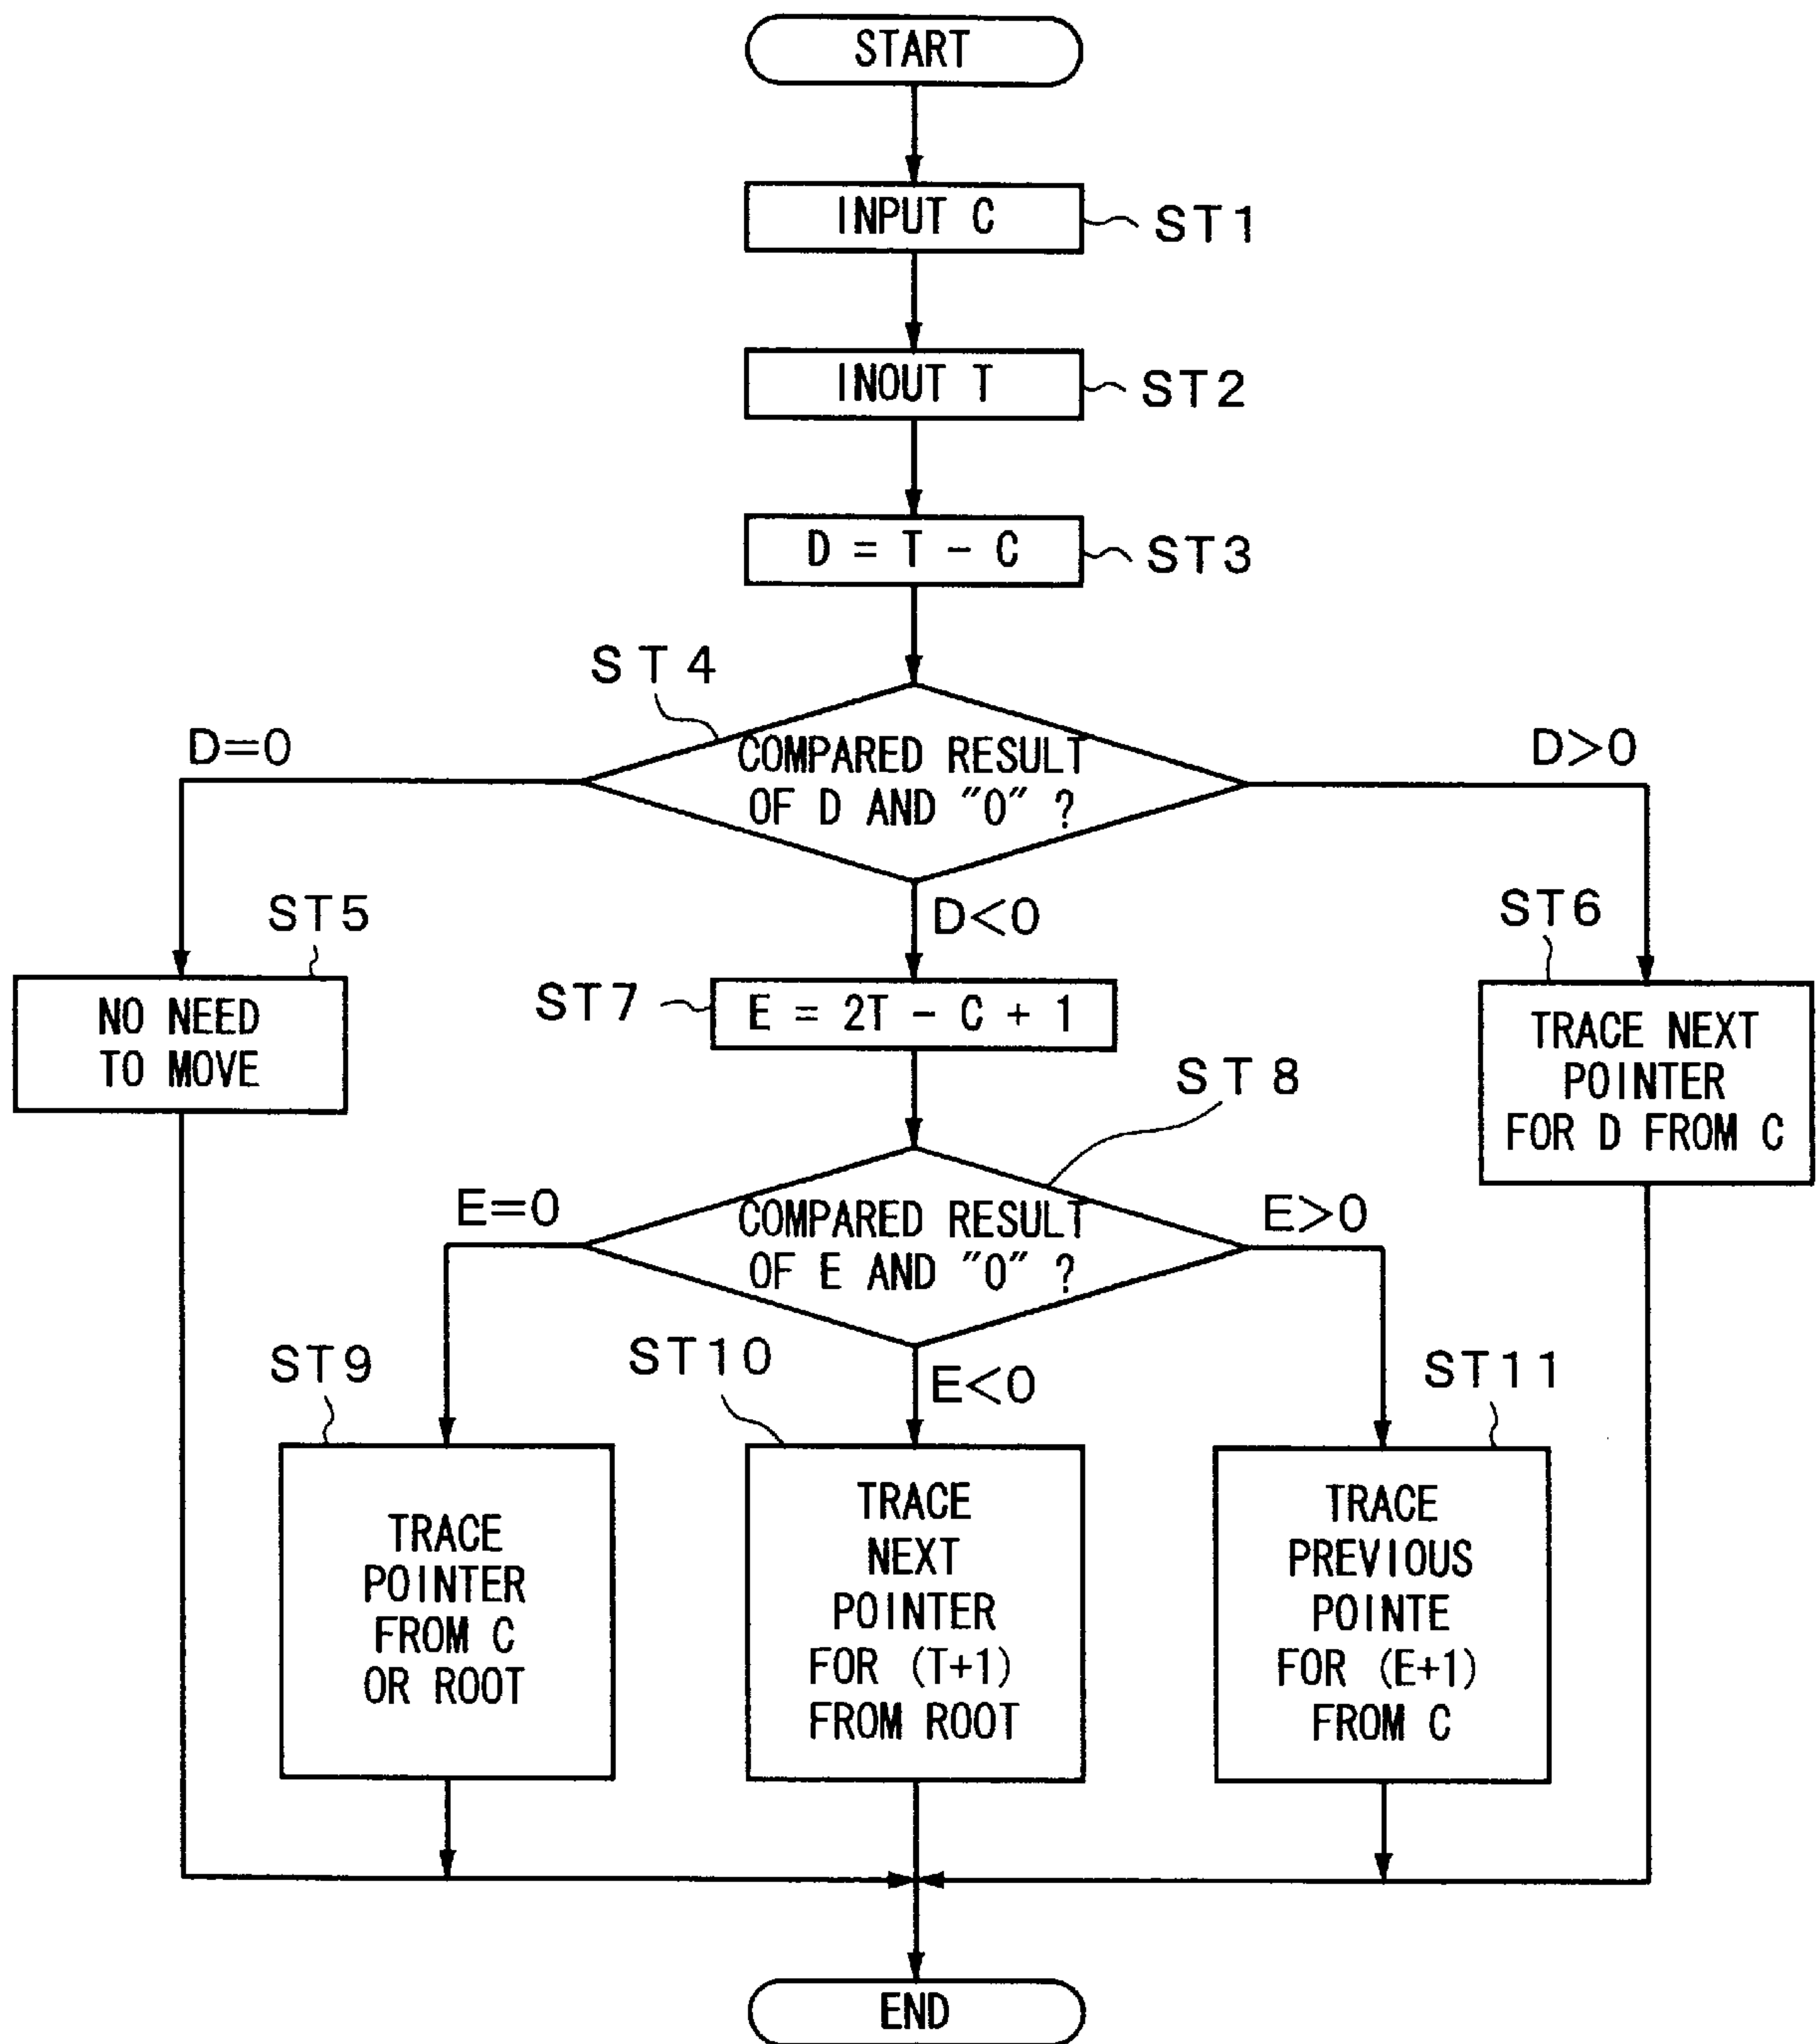 START
INPUT C
ST1
INOUT T
ST2
D = T - C
ST3
ST4
COMPARED RESULT
OF D AND "0" ?
D=0
D>0
D<0
ST5
NO NEED
TO MOVE
ST6
TRACE NEXT
POINTER
FOR D FROM C
ST7
E = 2T - C + 1
ST8
COMPARED RESULT
OF E AND "0" ?
E=0
E>0
E<0
ST9
TRACE
POINTER
FROM C
OR ROOT
ST10
TRACE
NEXT
POINTER
FOR (T+1)
FROM ROOT
ST11
TRACE
PREVIOUS
POINTE
FOR (E+1)
FROM C
END